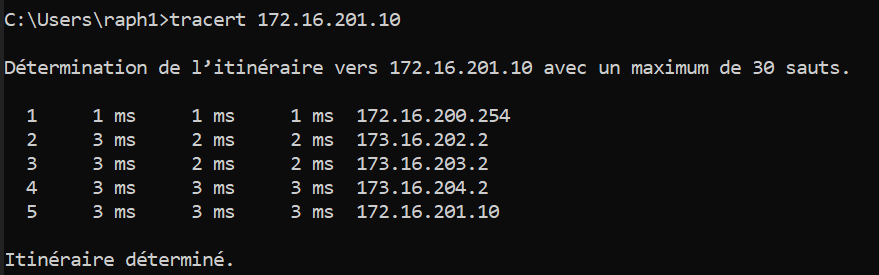 C:\Users\raph1>tracert 172.16.201.10
Détermination de l’itinéraire vers 172.16.201.10 avec un maximum de 30 sauts.
1 1 ms 1 ms 1 ms 172.16.200.254
2 3 ms 2 ms 2 ms 173.16.202.2
3 3 ms 2 ms 2 ms 173.16.203.2
4 3 ms 3 ms 3 ms 173.16.204.2
5 3 ms 3 ms 3 ms 172.16.201.10
Itinéraire déterminé.